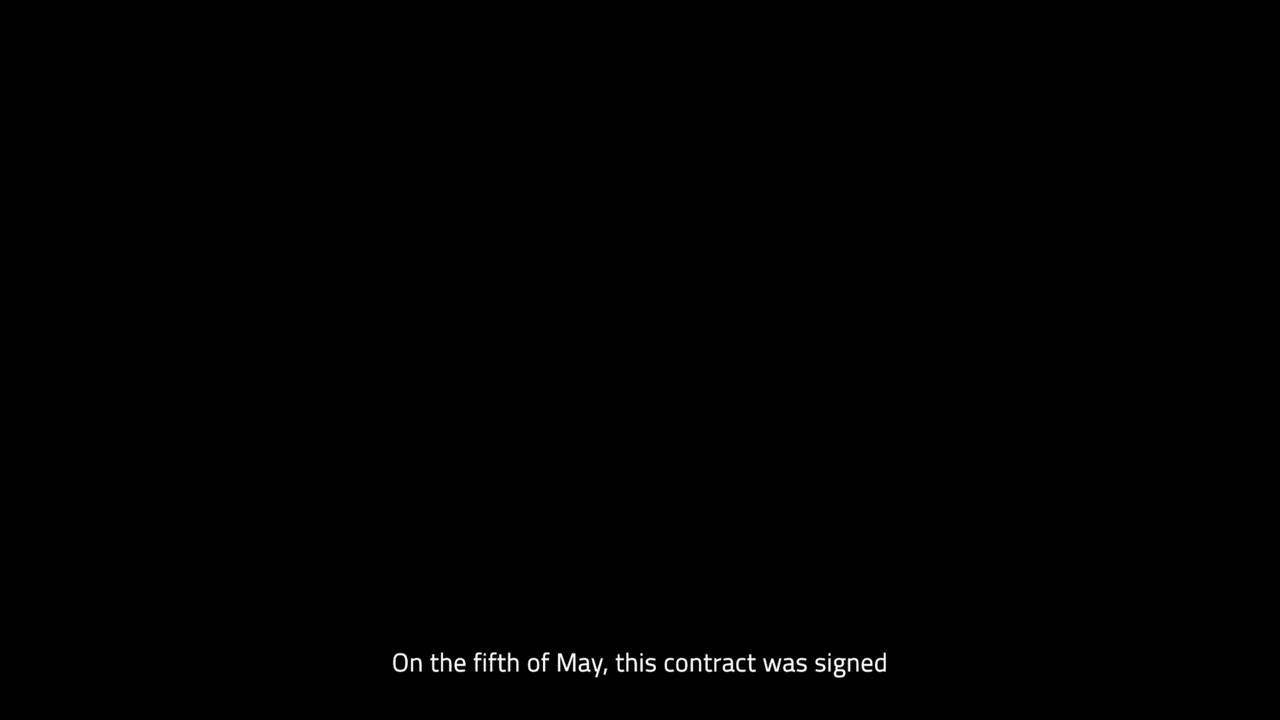 On the fifth of May, this contract was signed